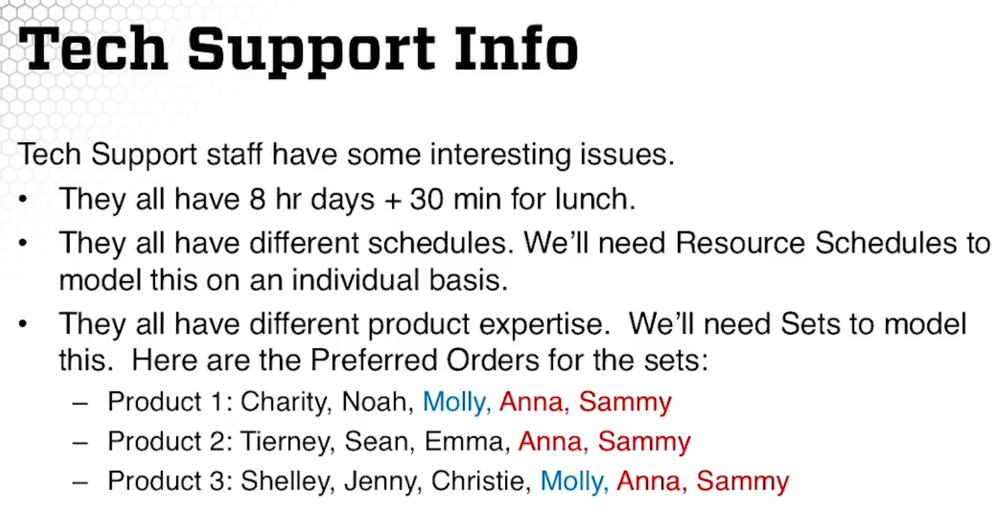 Tech Support Info
Tech Support staff have some interesting issues.
• They all have 8 hr days + 30 min for lunch.
• They all have different schedules. We'll need Resource Schedules to
model this on an individual basis.
• They all have different product expertise.  We'll need Sets to model
this.  Here are the Preferred Orders for the sets:
– Product 1: Charity, Noah, Molly, Anna, Sammy
– Product 2: Tierney, Sean, Emma, Anna, Sammy
– Product 3: Shelley, Jenny, Christie, Molly, Anna, Sammy